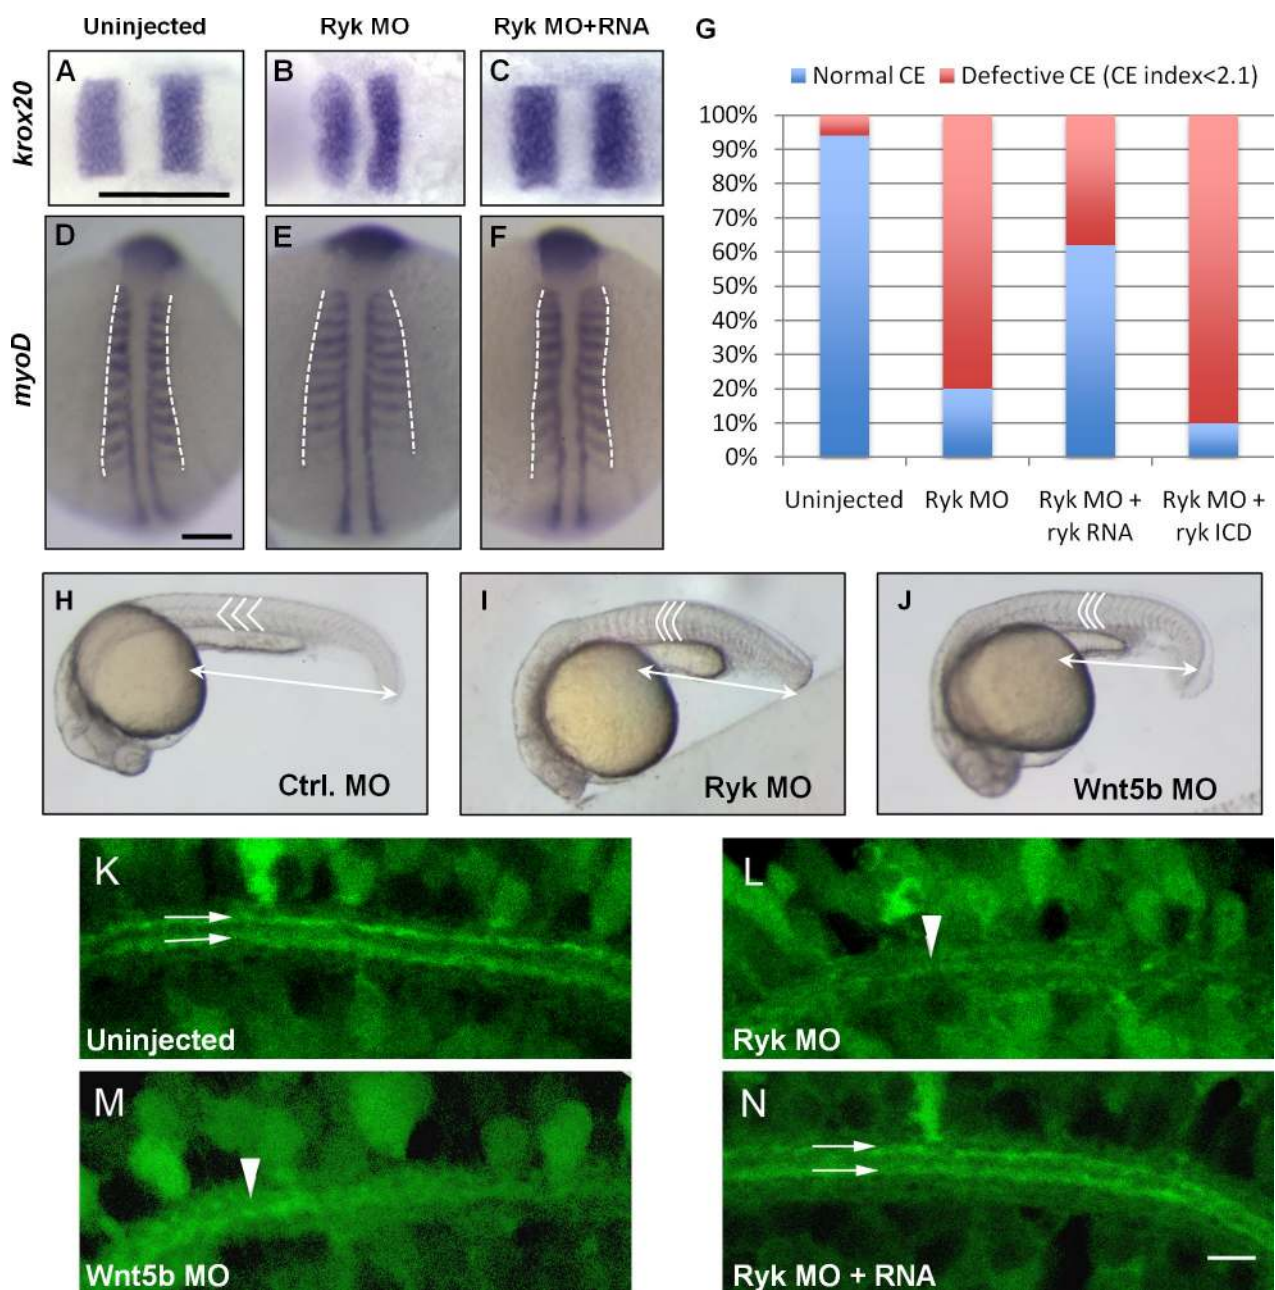 Uninjected
Ryk MO
Ryk MO+RNA
G
A
B
C
krox20
D
E
F
myoD
Normal CE
Defective CE (CE index<2.1)
100%
90%
80%
70%
60%
50%
40%
30%
20%
10%
0%
Uninjected
Ryk MO
Ryk MO +
ryk RNA
Ryk MO +
ryk ICD
H
Ctrl. MO
I
Ryk MO
J
Wnt5b MO
K
Uninjected
L
Ryk MO
M
Wnt5b MO
N
Ryk MO + RNA